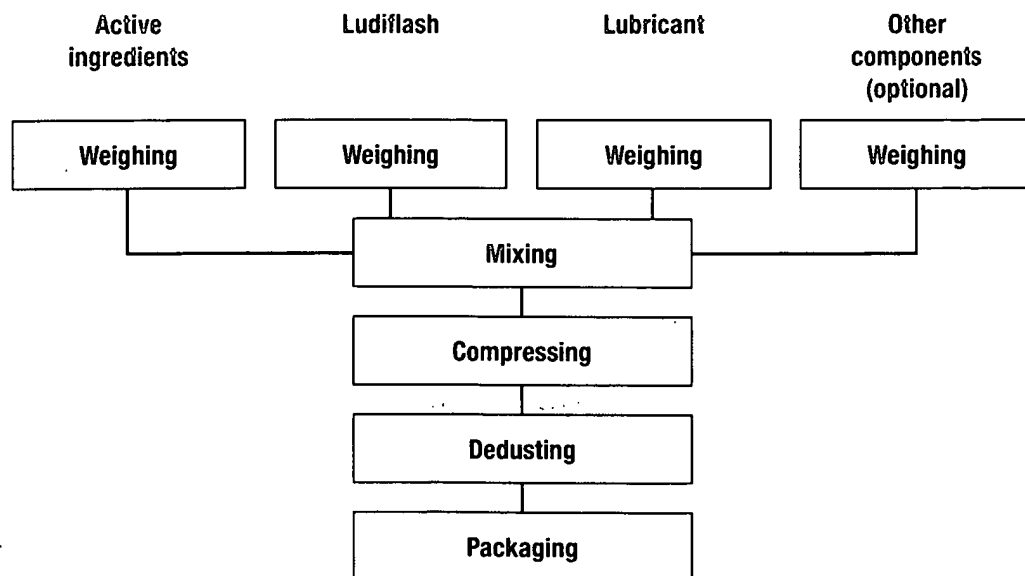 Active
ingredients
Ludiflash
Lubricant
Other
components
(optional)
Weighing
Weighing
Weighing
Weighing
Mixing
Compressing
Dedusting
Packaging